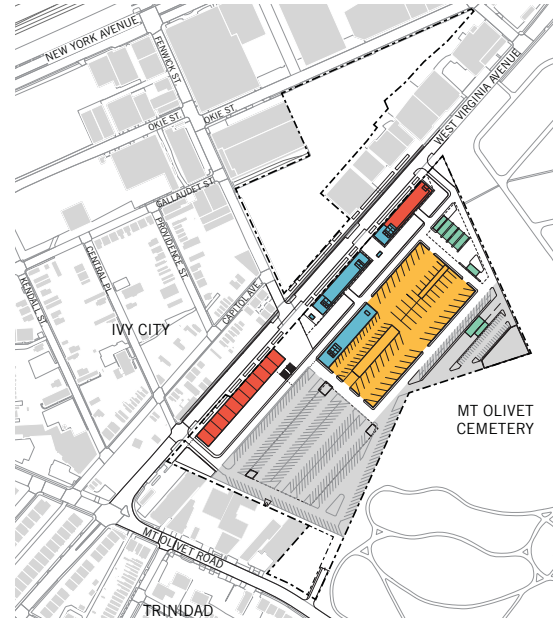 NEW YORK AVENUE
FENWICK ST.
WEST VIRGINIA AVENUE
OKIE ST.
OKIE ST.
GALLAUDET ST.
PROVIDENCE ST.
CENTRAL PL.
KENDALL ST.
CAPITOL AVE.
IVY CITY
MT OLIVET
CEMETERY
MT OLIVET ROAD
TRINIDAD